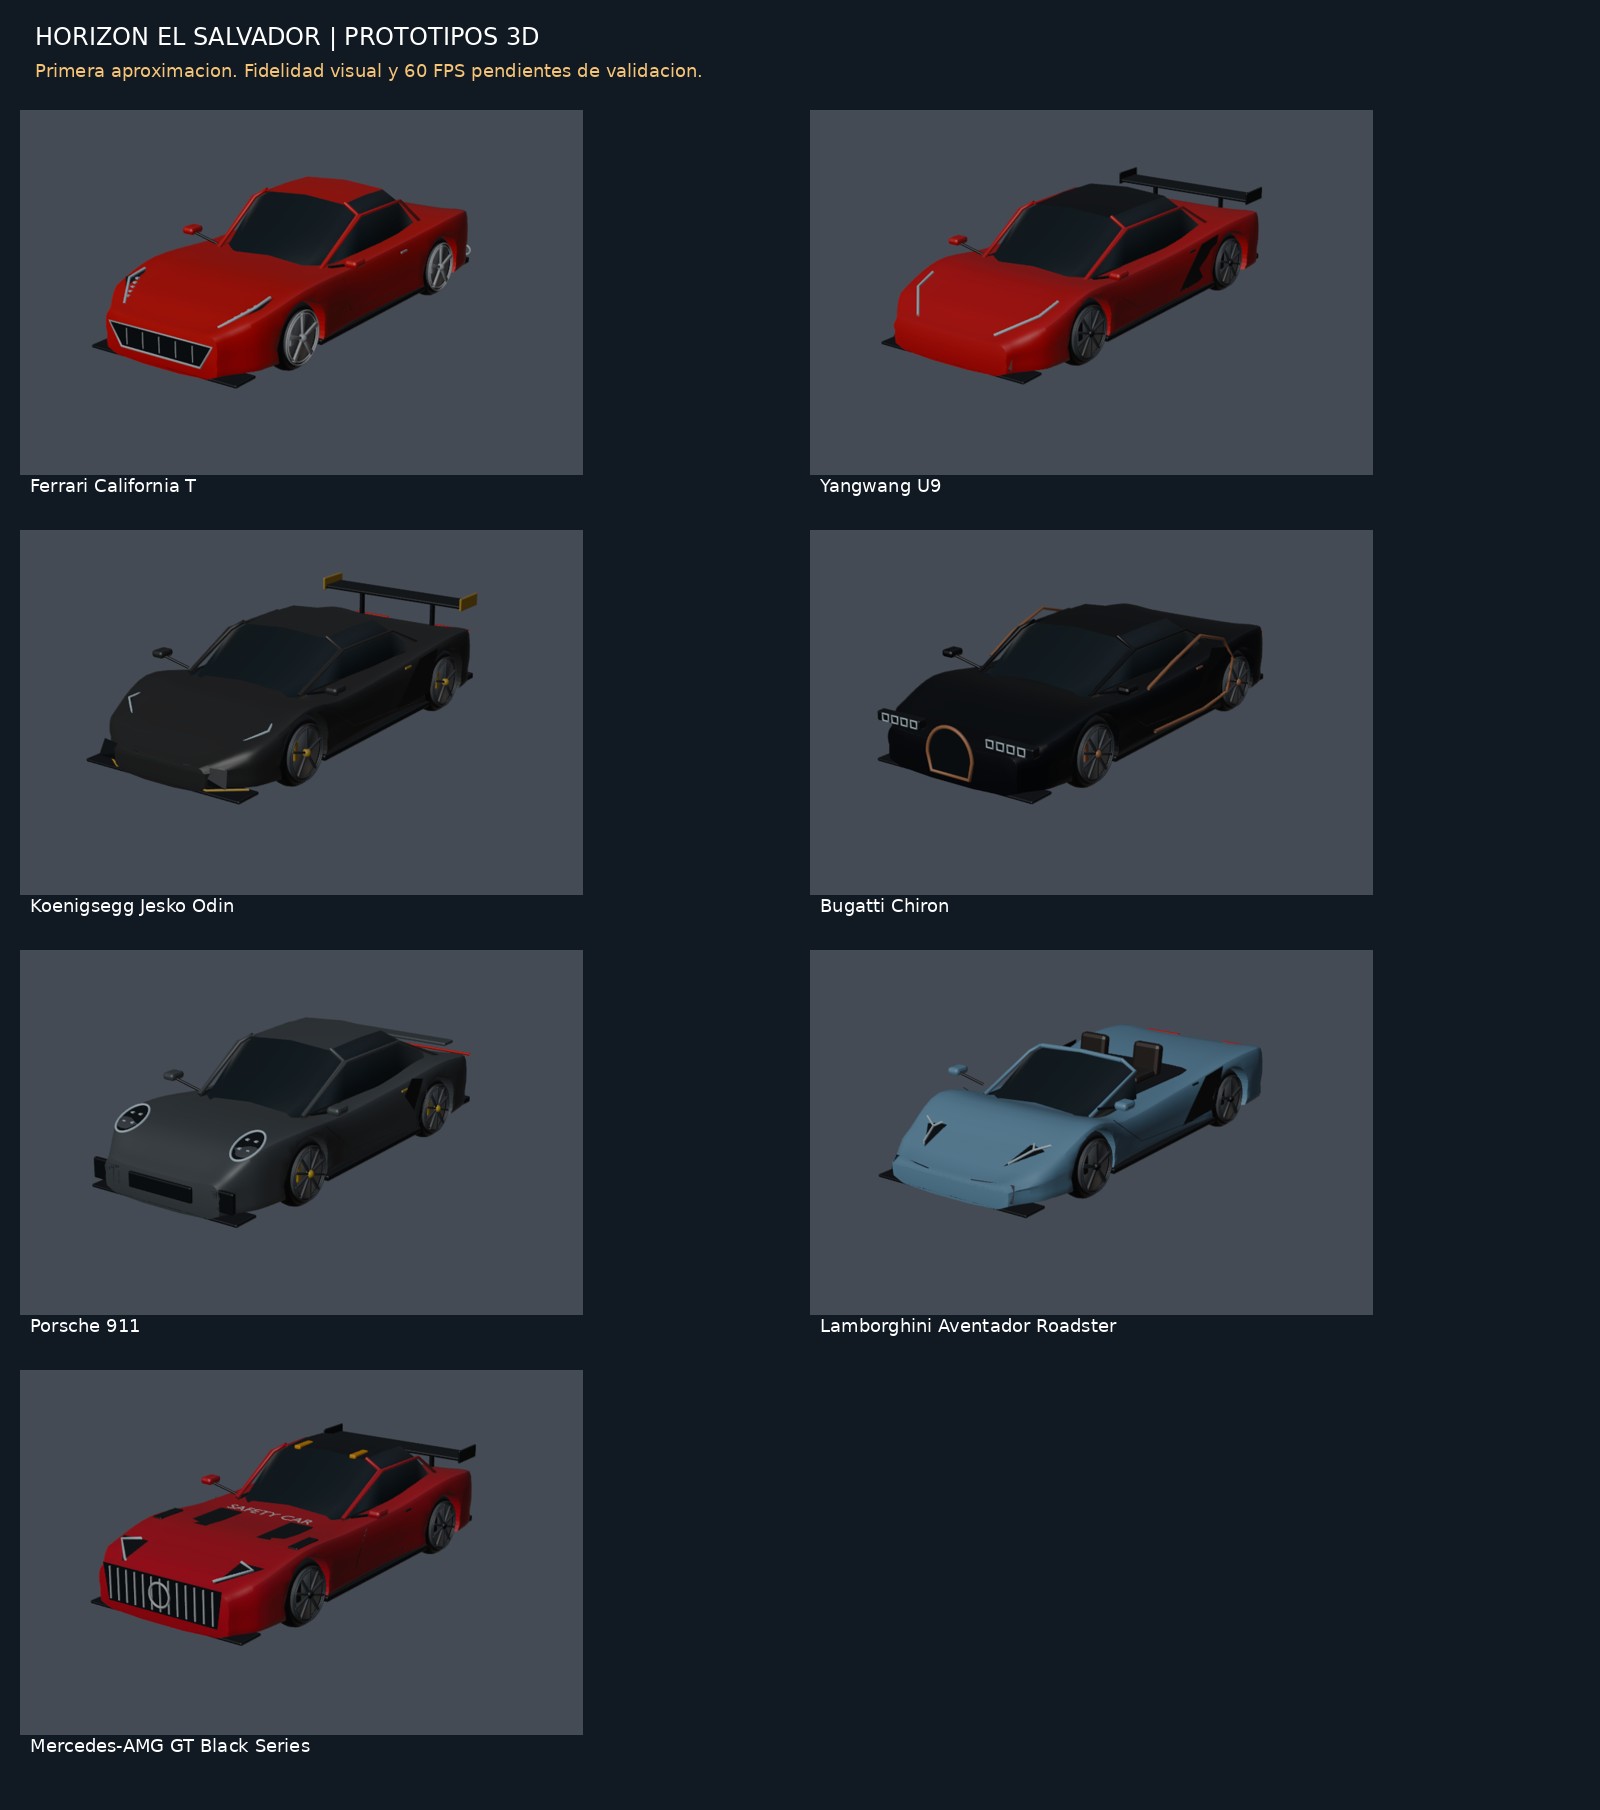 HORIZON EL SALVADOR | PROTOTIPOS 3D
Primera aproximacion. Fidelidad visual y 60 FPS pendientes de validacion.
Ferrari California T
Yangwang U9
Koenigsegg Jesko Odin
Bugatti Chiron
Porsche 911
Lamborghini Aventador Roadster
SAFETY CAR
Mercedes-AMG GT Black Series